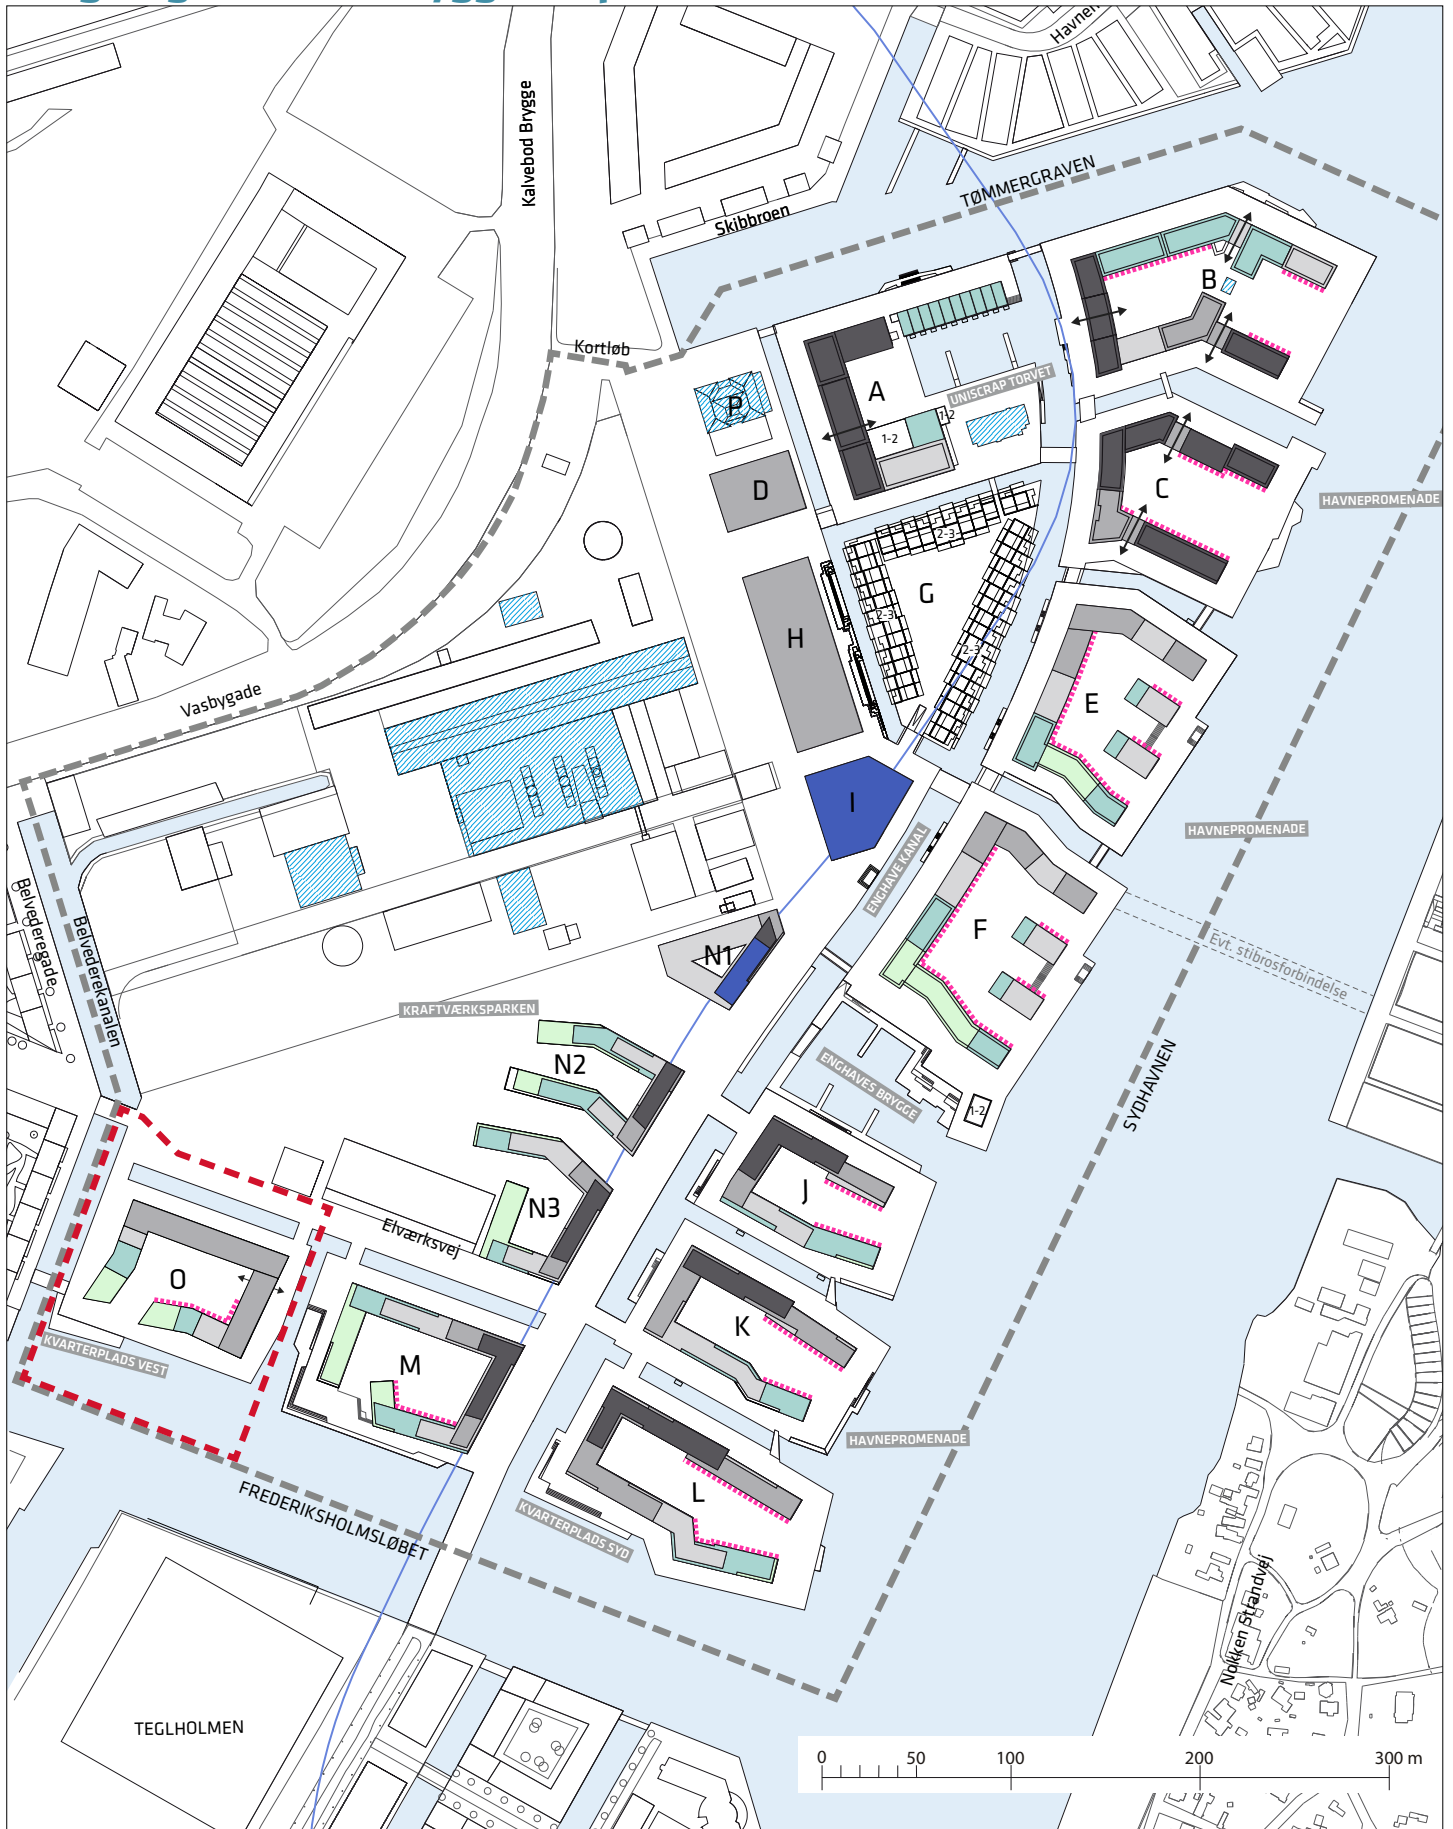 Havnen
Kalvebod Brygge
TØMMERGRAVEN
Skibbroen
B
Kortløb
A
UNISCRAP TORVET
P
1-2
1-2
D
C
HAVNEPROMENADE
2-3
G
2-3
H
2-3
E
Vasbygade
I
HAVNEPROMENADE
ENGHAVE KANAL
Belvederegade
Belvederekanalen
F
Evt. stibrosforbindelse
N1
KRAFTVÆRKSPARKEN
N2
ENGHAVES BRYGGE
SYDHAVNEN
1-2
J
N3
Elværksvej
O
K
KVARTERPLADS VEST
M
HAVNEPROMENADE
L
FREDERIKSHOLMSLØBET
KVARTERPLADS SYD
Nokken Strandvej
TEGLHOLMEN
0 50 100 200 300 m